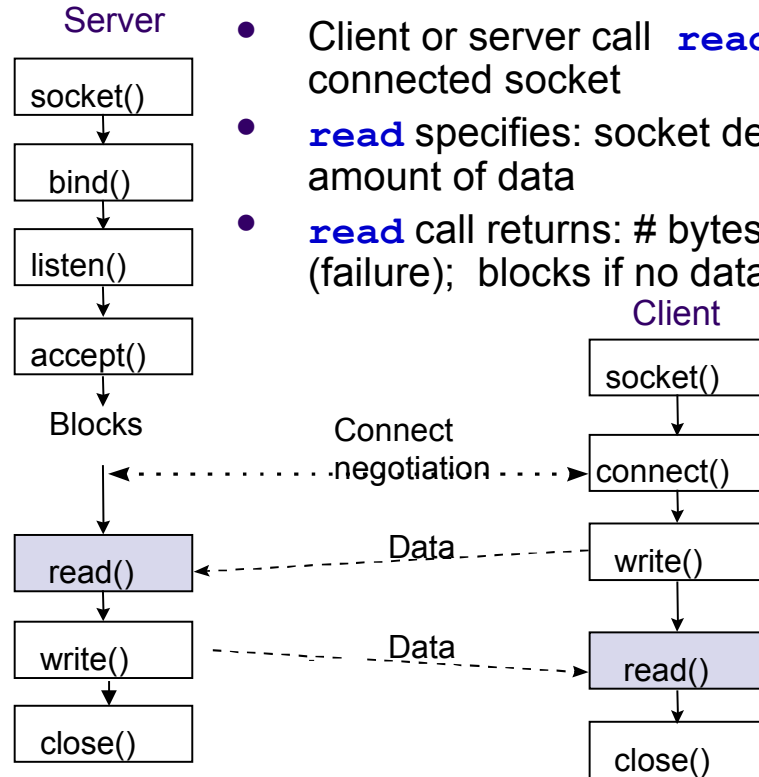 Server
• Client or server call read
connected socket
• read specifies: socket de
amount of data
• read call returns: # bytes
(failure); blocks if no data
socket()
bind()
listen()
accept()
Blocks
Client
socket()
Connect
negotiation
connect()
Data
read()
write()
Data
write()
read()
close()
close()